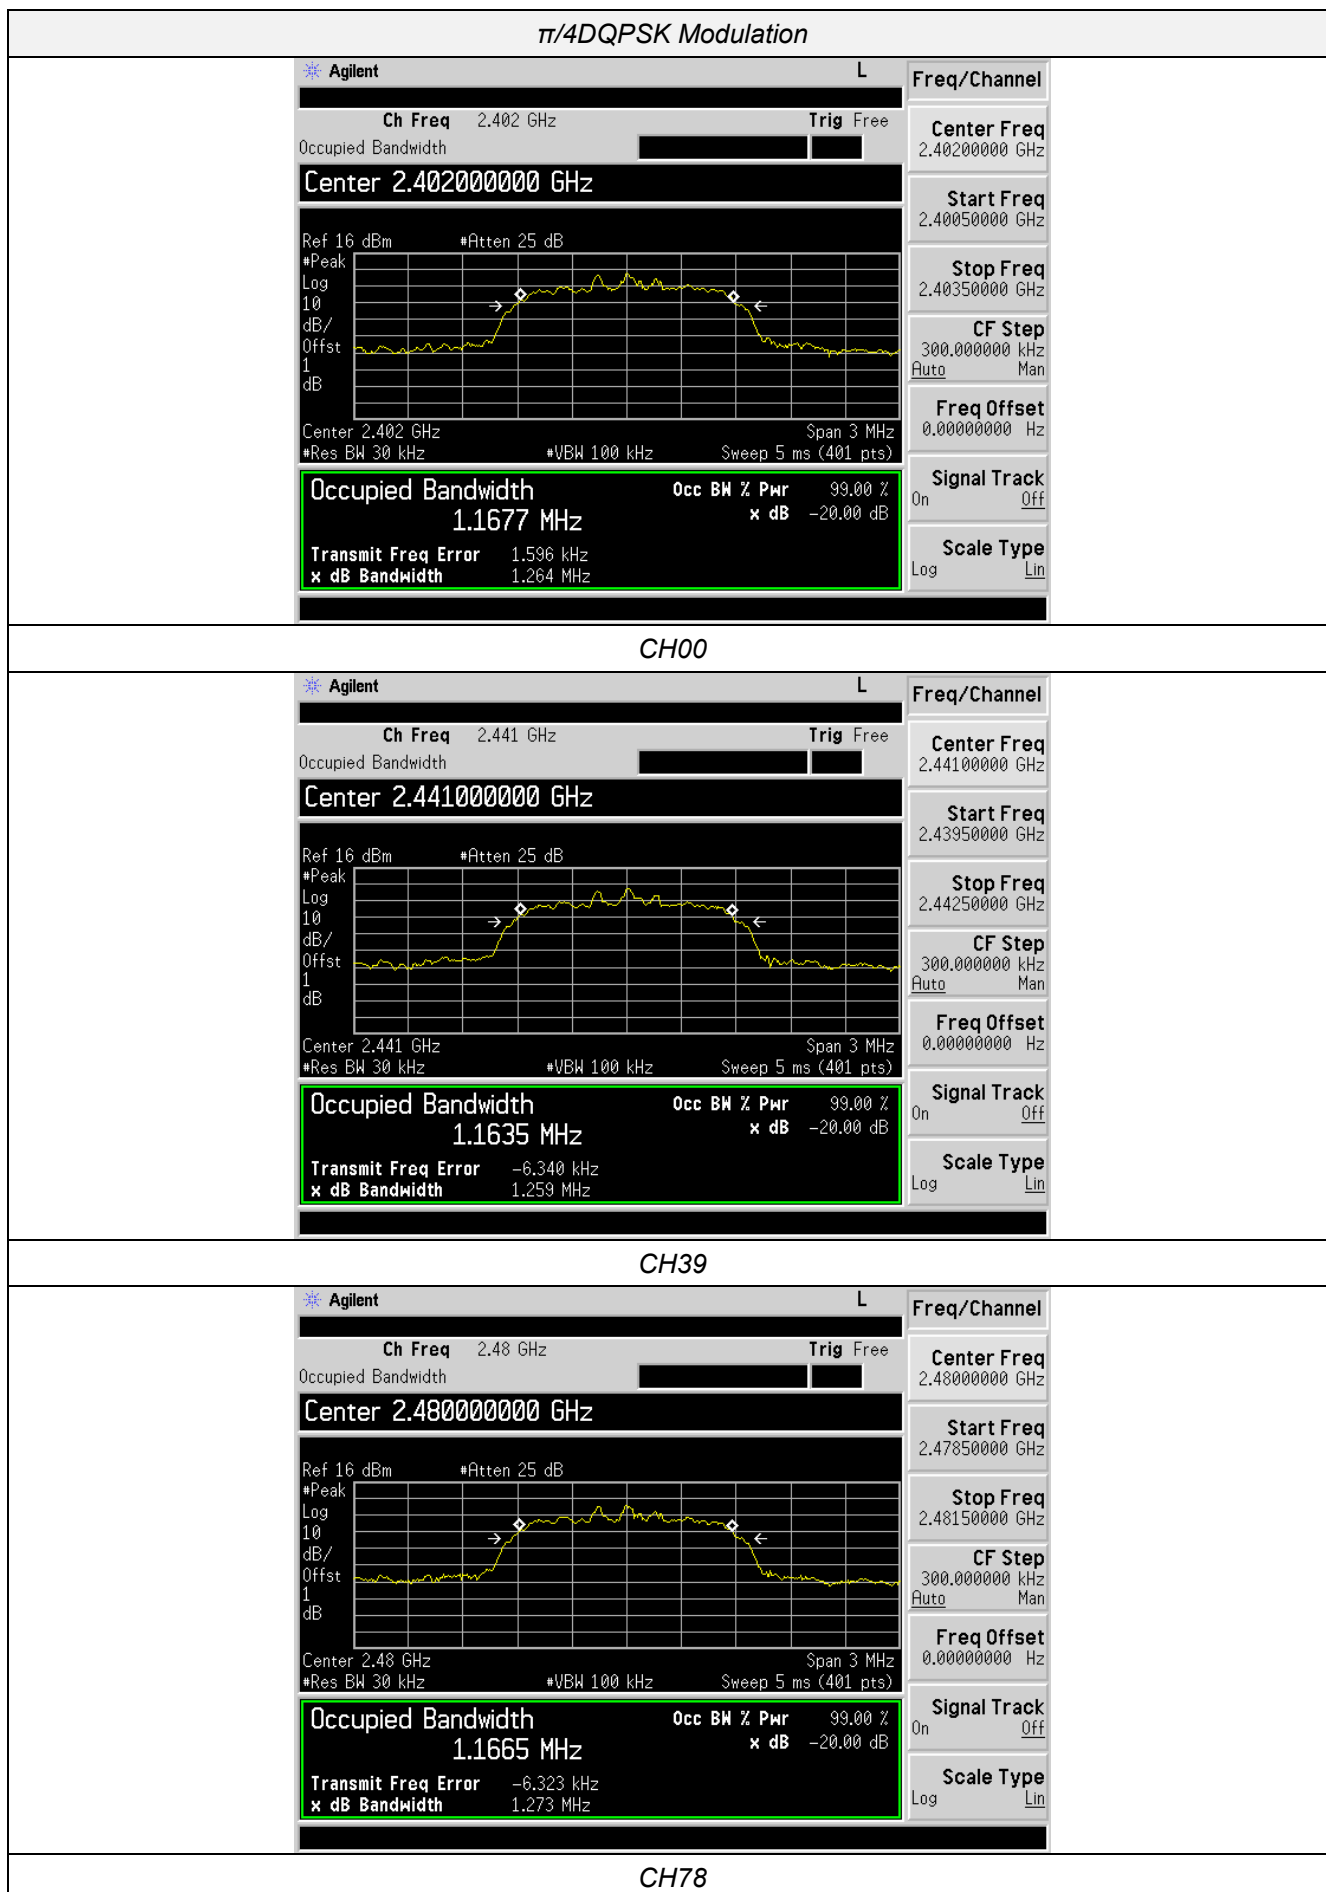 π/4DQPSK Modulation
Agilent L Freq/Channel
Ch Freq 2.402 GHz Trig Free
Occupied Bandwidth
Center 2.402000000 GHz
Ref 16 dBm #Atten 25 dB
#Peak
Log
10
dB/
Offst
1
dB
Center 2.402 GHz Span 3 MHz
#Res BW 30 kHz #VBW 100 kHz Sweep 5 ms (401 pts)
Occupied Bandwidth Occ BW % Pwr 99.00 %
1.1677 MHz x dB -20.00 dB
Transmit Freq Error 1.596 kHz
x dB Bandwidth 1.264 MHz
Center Freq
2.40200000 GHz
Start Freq
2.40050000 GHz
Stop Freq
2.40350000 GHz
CF Step
300.000000 kHz
Auto Man
Freq Offset
0.00000000 Hz
Signal Track
On Off
Scale Type
Log Lin
CH00
Agilent L Freq/Channel
Ch Freq 2.441 GHz Trig Free
Occupied Bandwidth
Center 2.441000000 GHz
Ref 16 dBm #Atten 25 dB
#Peak
Log
10
dB/
Offst
1
dB
Center 2.441 GHz Span 3 MHz
#Res BW 30 kHz #VBW 100 kHz Sweep 5 ms (401 pts)
Occupied Bandwidth Occ BW % Pwr 99.00 %
1.1635 MHz x dB -20.00 dB
Transmit Freq Error -6.340 kHz
x dB Bandwidth 1.259 MHz
Center Freq
2.44100000 GHz
Start Freq
2.43950000 GHz
Stop Freq
2.44250000 GHz
CF Step
300.000000 kHz
Auto Man
Freq Offset
0.00000000 Hz
Signal Track
On Off
Scale Type
Log Lin
CH39
Agilent L Freq/Channel
Ch Freq 2.48 GHz Trig Free
Occupied Bandwidth
Center 2.480000000 GHz
Ref 16 dBm #Atten 25 dB
#Peak
Log
10
dB/
Offst
1
dB
Center 2.48 GHz Span 3 MHz
#Res BW 30 kHz #VBW 100 kHz Sweep 5 ms (401 pts)
Occupied Bandwidth Occ BW % Pwr 99.00 %
1.1665 MHz x dB -20.00 dB
Transmit Freq Error -6.323 kHz
x dB Bandwidth 1.273 MHz
Center Freq
2.48000000 GHz
Start Freq
2.47850000 GHz
Stop Freq
2.48150000 GHz
CF Step
300.000000 kHz
Auto Man
Freq Offset
0.00000000 Hz
Signal Track
On Off
Scale Type
Log Lin
CH78